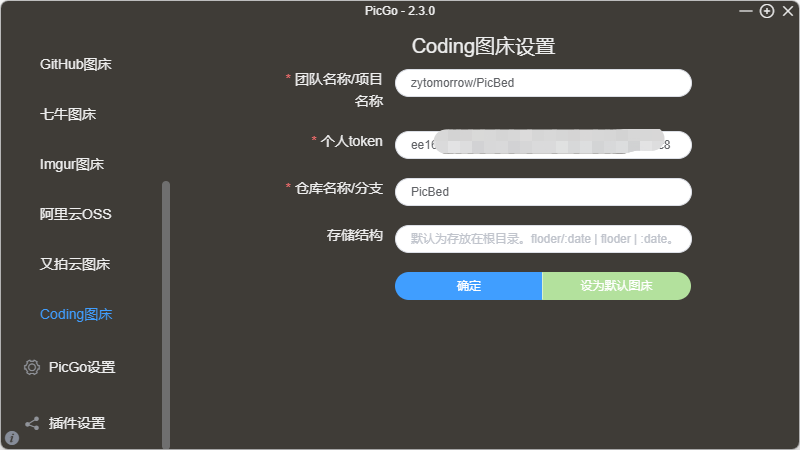 PicGo - 2.3.0
GitHub图床
七牛图床
Imgur图床
阿里云OSS
又拍云图床
Coding图床
PicGo设置
插件设置
Coding图床设置
* 团队名称/项目
名称
zytomorrow/PicBed
* 个人token
ee16
c8
* 仓库名称/分支
PicBed
存储结构
默认为存放在根目录。floder/:date | floder | :date。
确定
设为默认图床